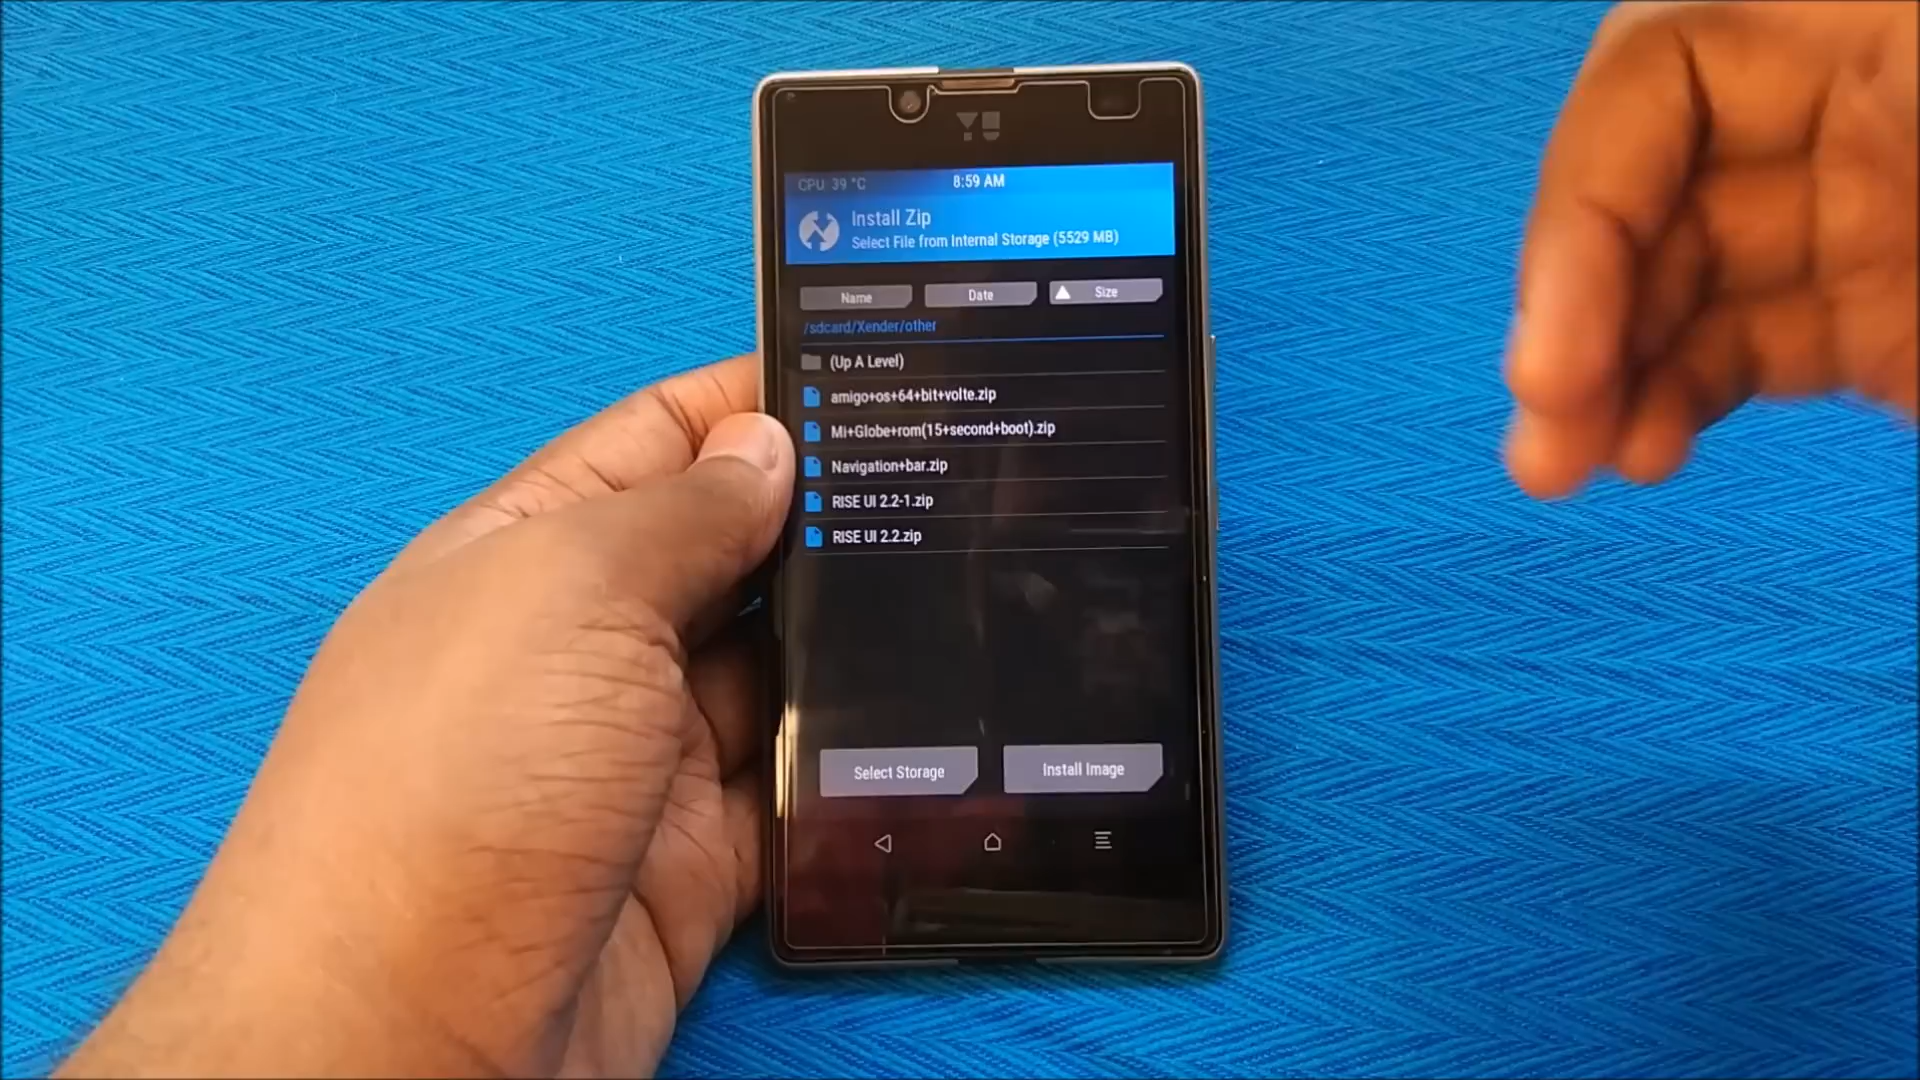 YU
CPU: 39 °C
8:59 AM
Install Zip
Select File from Internal Storage (5529 MB)
Name
Date
Size
/sdcard/Xender/other
(Up A Level)
amigo+os+64+bit+volte.zip
Mi+Globe+rom(15+second+boot).zip
Navigation+bar.zip
RISE UI 2.2-1.zip
RISE UI 2.2.zip
Select Storage
Install Image